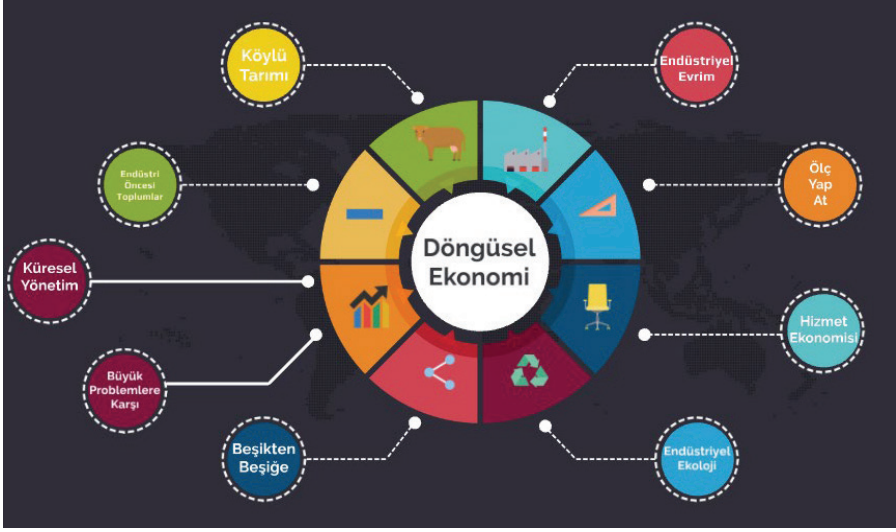 Köylü
Tarımı
Endüstriyel
Evrim
Endüstri
Öncesi
Toplumlar
Ölç
Yap
At
Döngüsel
Ekonomi
Küresel
Yönetim
Hizmet
Ekonomisi
Büyük
Problemlere
Karşı
Beşikten
Beşiğe
Endüstriyel
Ekoloji